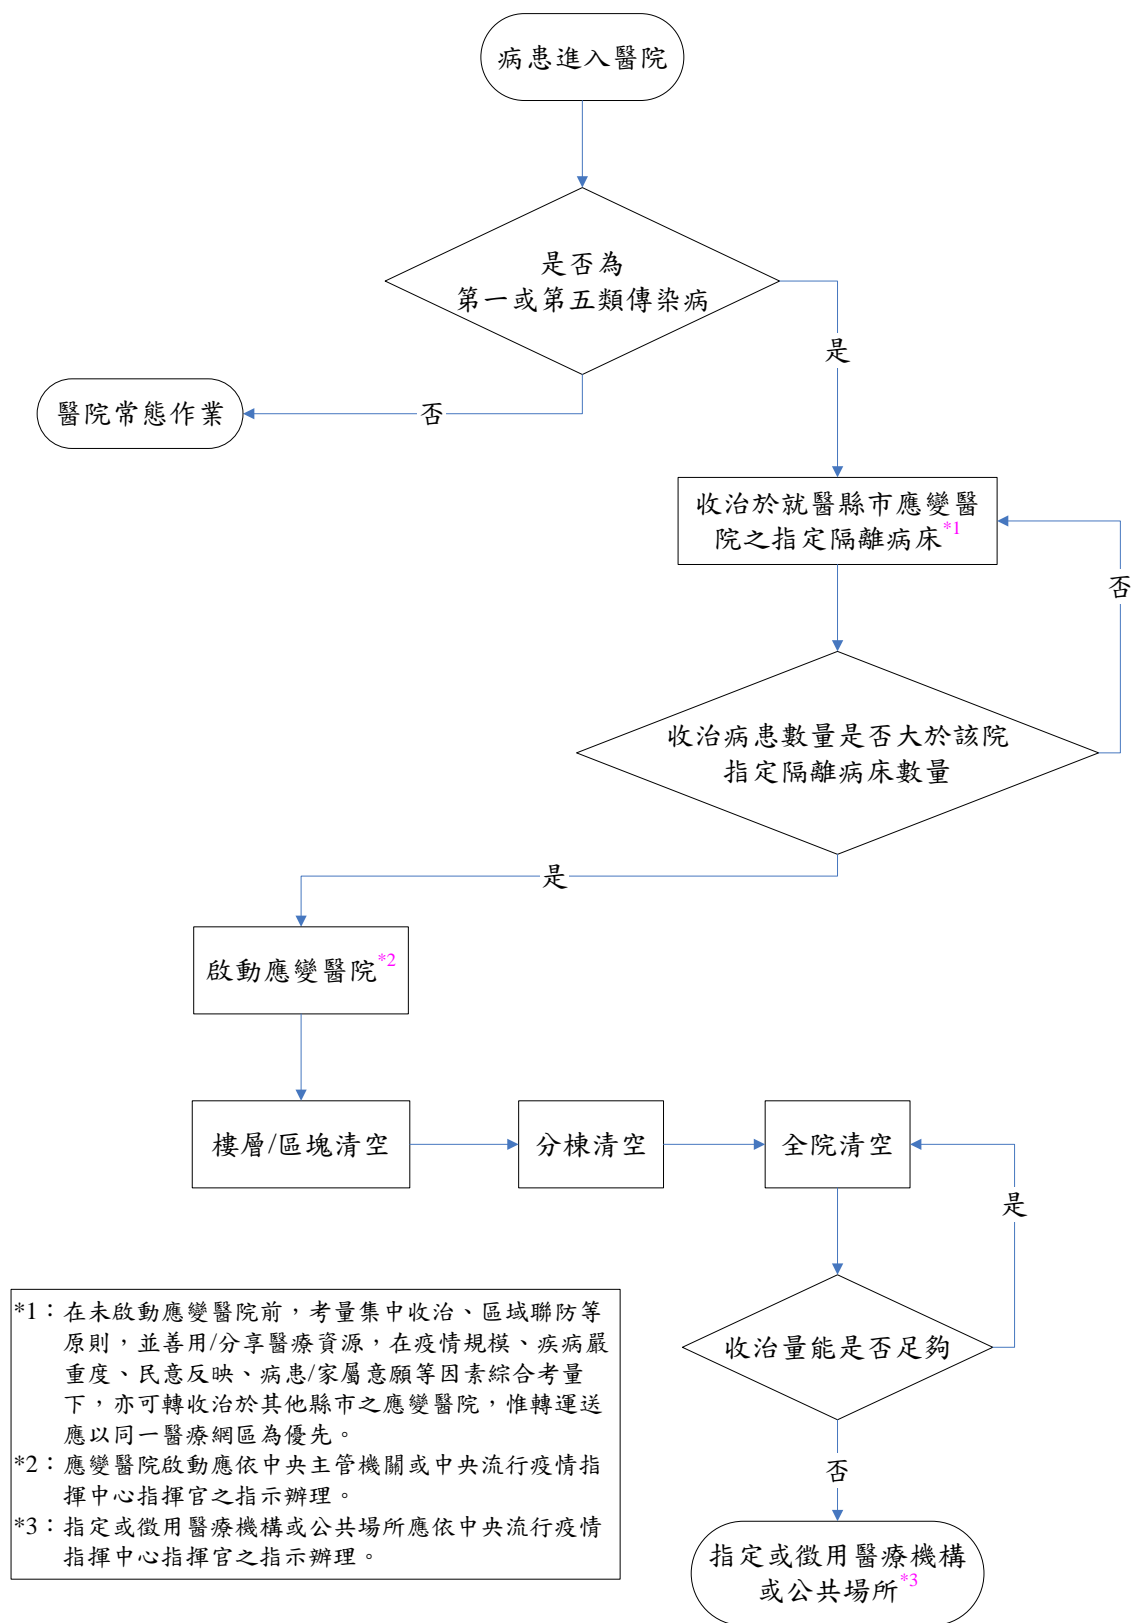 病患進入醫院
是否為
第一或第五類傳染病
是
否
醫院常態作業
收治於就醫縣市應變醫
院之指定隔離病床*1
否
收治病患數量是否大於該院
指定隔離病床數量
是
啟動應變醫院*2
樓層/區塊清空
分棟清空
全院清空
是
收治量能是否足夠
否
指定或徵用醫療機構
或公共場所*3
*1：在未啟動應變醫院前，考量集中收治、區域聯防等
原則，並善用/分享醫療資源，在疫情規模、疾病嚴
重度、民意反映、病患/家屬意願等因素綜合考量
下，亦可轉收治於其他縣市之應變醫院，惟轉運送
應以同一醫療網區為優先。
*2：應變醫院啟動應依中央主管機關或中央流行疫情指
揮中心指揮官之指示辦理。
*3：指定或徵用醫療機構或公共場所應依中央流行疫情
指揮中心指揮官之指示辦理。